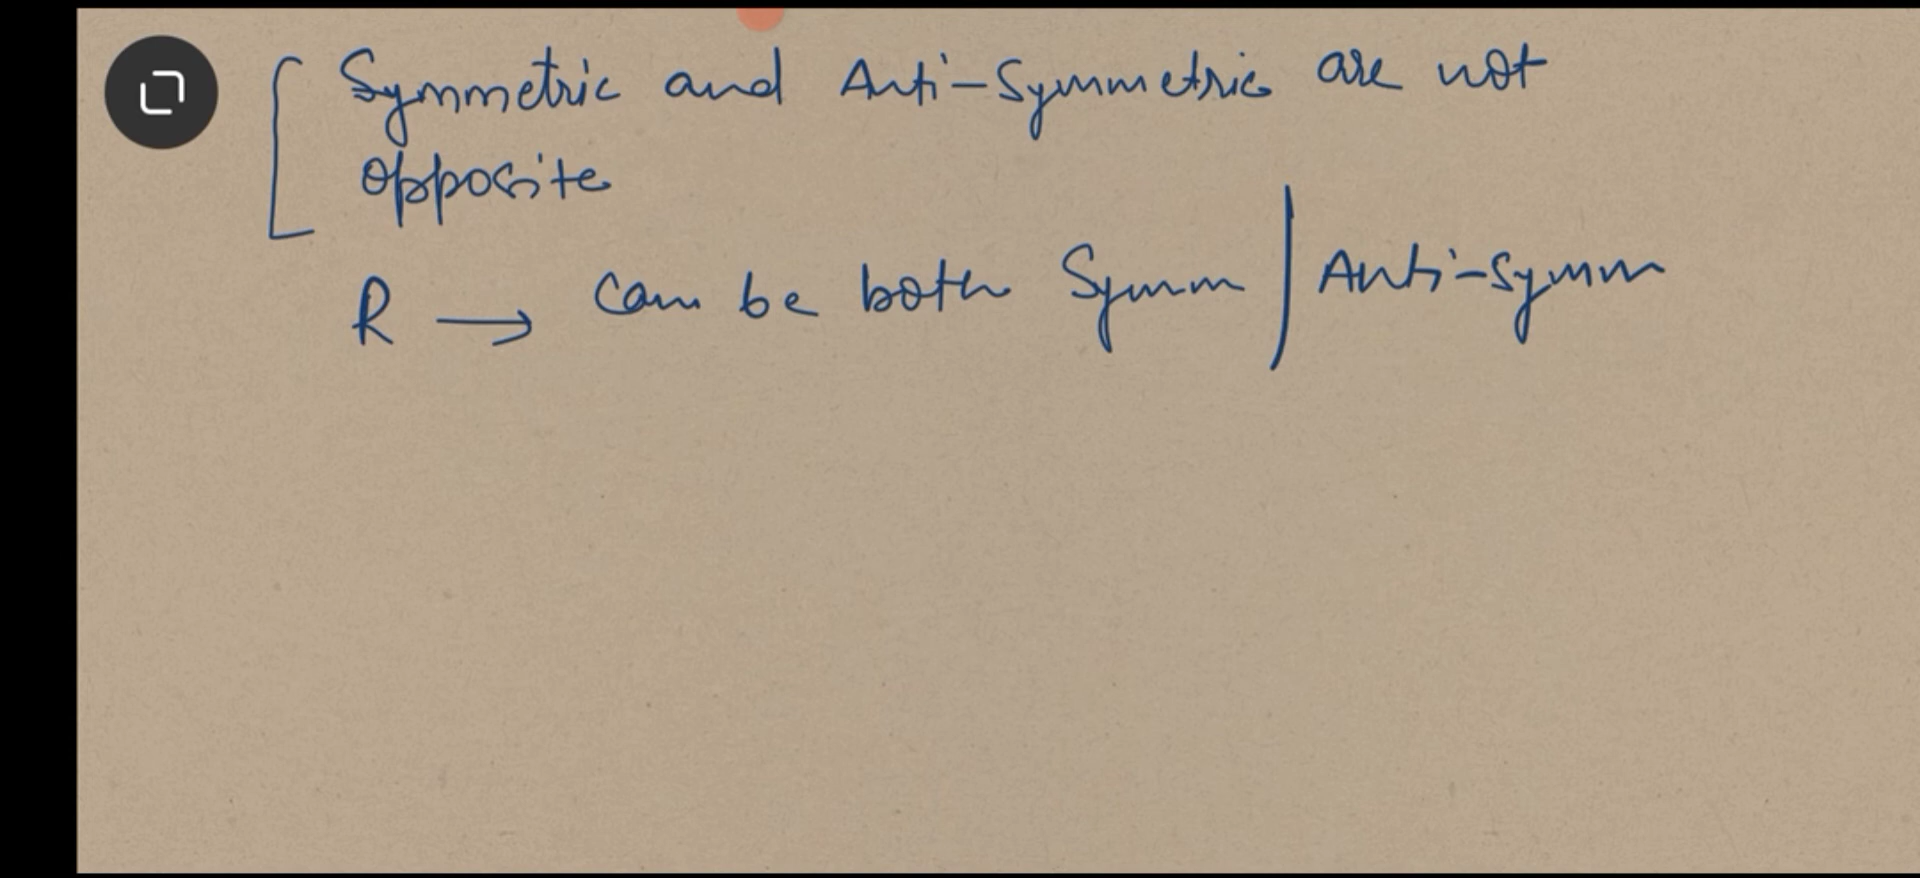 Symmetric and Anti-Symmetric are not
opposite
R → can be both Symm | Anti-Symm